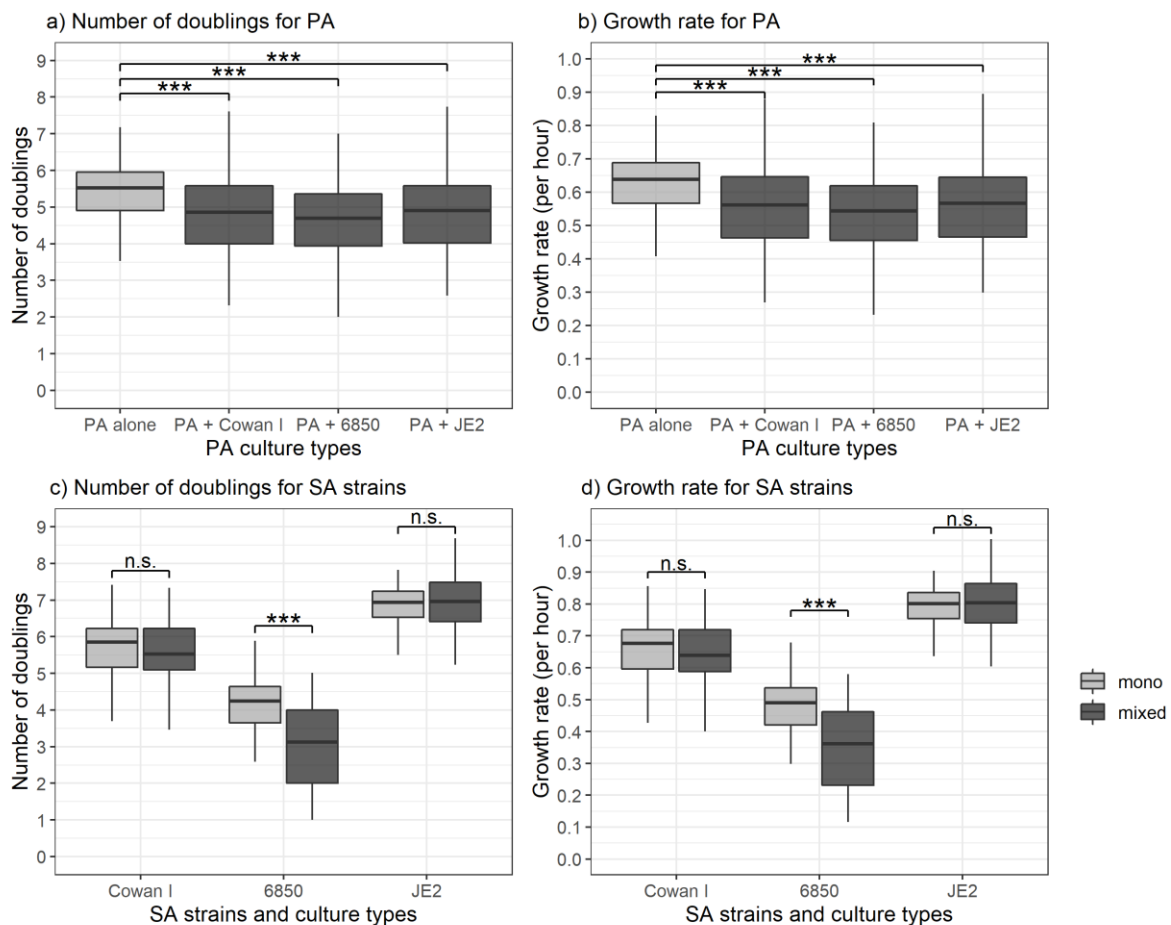 a) Number of doublings for PA
Number of doublings
9
8
7
6
5
4
3
2
1
0
***
***
***
PA alone PA + Cowan I PA + 6850 PA + JE2
PA culture types
b) Growth rate for PA
Growth rate (per hour)
1.0
0.9
0.8
0.7
0.6
0.5
0.4
0.3
0.2
0.1
0.0
***
***
***
PA alone PA + Cowan I PA + 6850 PA + JE2
PA culture types
c) Number of doublings for SA strains
Number of doublings
9
8
7
6
5
4
3
2
1
0
n.s.
***
n.s.
Cowan I 6850 JE2
SA strains and culture types
d) Growth rate for SA strains
Growth rate (per hour)
1.0
0.9
0.8
0.7
0.6
0.5
0.4
0.3
0.2
0.1
0.0
n.s.
***
n.s.
Cowan I 6850 JE2
SA strains and culture types
mono
mixed